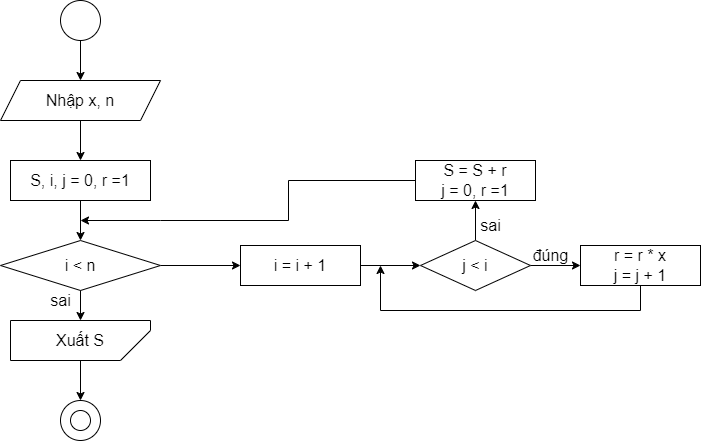 Nhập x, n
S, i, j = 0, r =1
S = S + r
j = 0, r =1
sai
i < n
i = i + 1
j < i
đúng
r = r * x
j = j + 1
sai
Xuất S